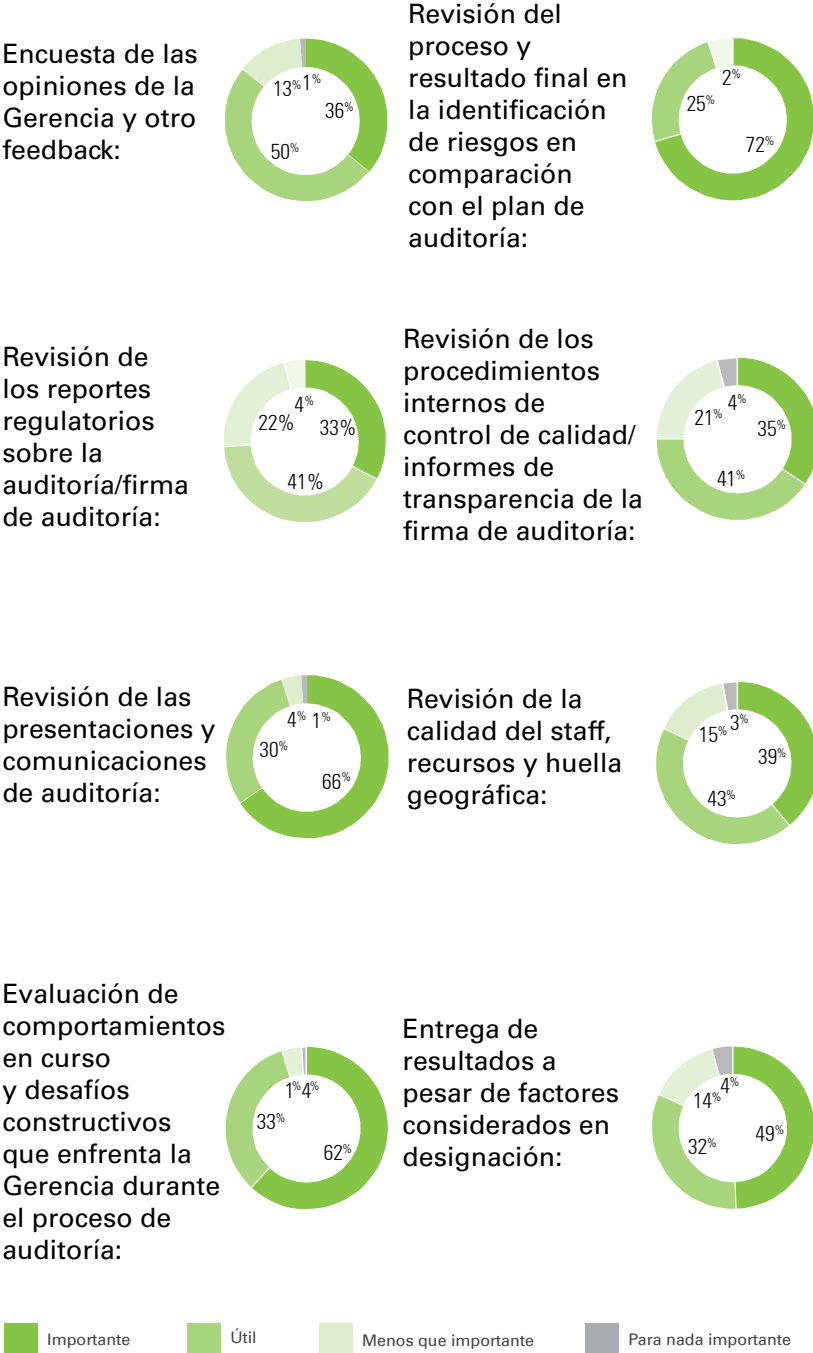 Encuesta de las
opiniones de la
Gerencia y otro
feedback:
13% 1%
36%
50%
Revisión del
proceso y
resultado final en
la identificación
de riesgos en
comparación
con el plan de
auditoría:
2%
25%
72%
Revisión de
los reportes
regulatorios
sobre la
auditoría/firma
de auditoría:
4%
22% 33%
41%
Revisión de los
procedimientos
internos de
control de calidad/
informes de
transparencia de la
firma de auditoría:
4%
21% 35%
41%
Revisión de las
presentaciones y
comunicaciones
de auditoría:
4% 1%
30%
66%
Revisión de la
calidad del staff,
recursos y huella
geográfica:
3%
15%
39%
43%
Evaluación de
comportamientos
en curso
y desafíos
constructivos
que enfrenta la
Gerencia durante
el proceso de
auditoría:
1% 4%
33%
62%
Entrega de
resultados a
pesar de factores
considerados en
designación:
4%
14%
49%
32%
Importante Útil Menos que importante Para nada importante